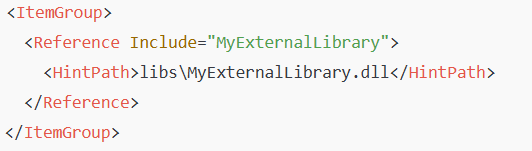 <ItemGroup>
  <Reference Include="MyExternalLibrary">
    <HintPath>libs\MyExternalLibrary.dll</HintPath>
  </Reference>
</ItemGroup>